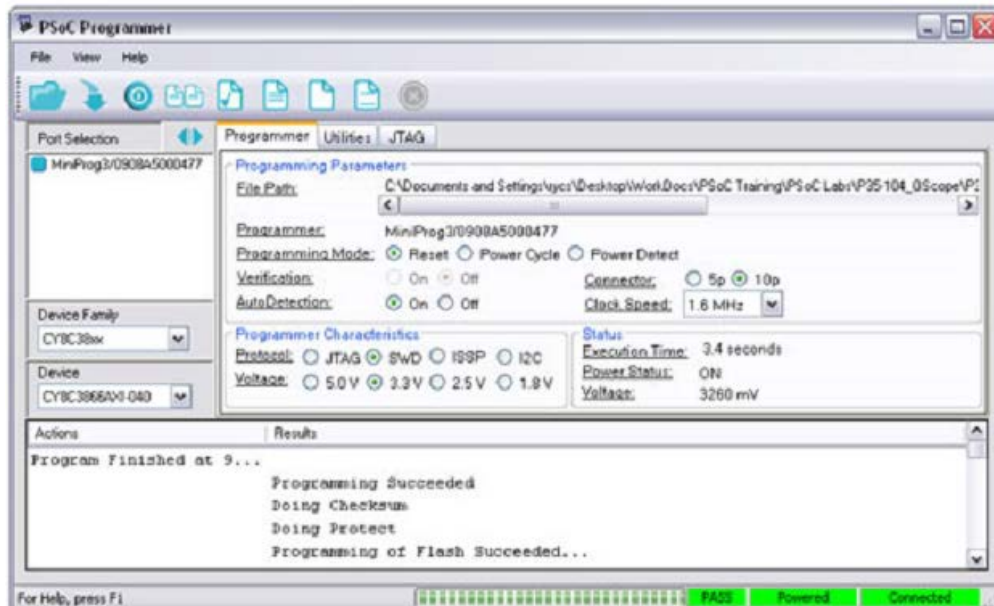 PSoC Programmer
File View Help
Port Selection
MiniProg3/0908A5000477
Device Family
CY8C38xx
Device
CY8C3866AXI-040
Programmer Utilities JTAG
Programming Parameters
File Path: C:\Documents and Settings\vycs\Desktop\Work Docs\PSoC Training\PSoC Labs\P35-104_OScope\P3
Programmer: MiniProg3/0908A5000477
Programming Mode: Reset Power Cycle Power Detect
Verification: On Off Connector: 5p 10p
AutoDetection: On Off Clock Speed: 1.6 MHz
Programmer Characteristics
Protocol: JTAG SWD ISSP I2C
Voltage: 5.0 V 3.3 V 2.5 V 1.8 V
Status
Execution Time: 3.4 seconds
Power Status: ON
Voltage: 3260 mV
Actions Results
Program Finished at 9...
Programming Succeeded
Doing Checksum
Doing Protect
Programming of Flash Succeeded...
For Help, press F1 PASS Powered Connected